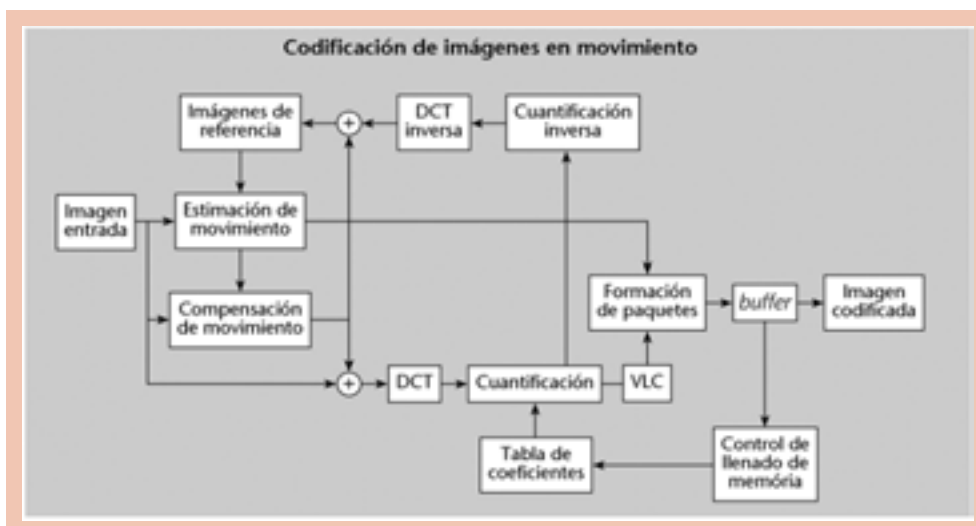 Codificación de imágenes en movimiento
Imágenes de
referencia
+
DCT
inversa
Cuantificación
inversa
Imagen
entrada
Estimación de
movimiento
Compensación
de movimiento
Formación
de paquetes
buffer
Imagen
codificada
+
DCT
Cuantificación
VLC
Tabla de
coeficientes
Control de
llenado de
memória